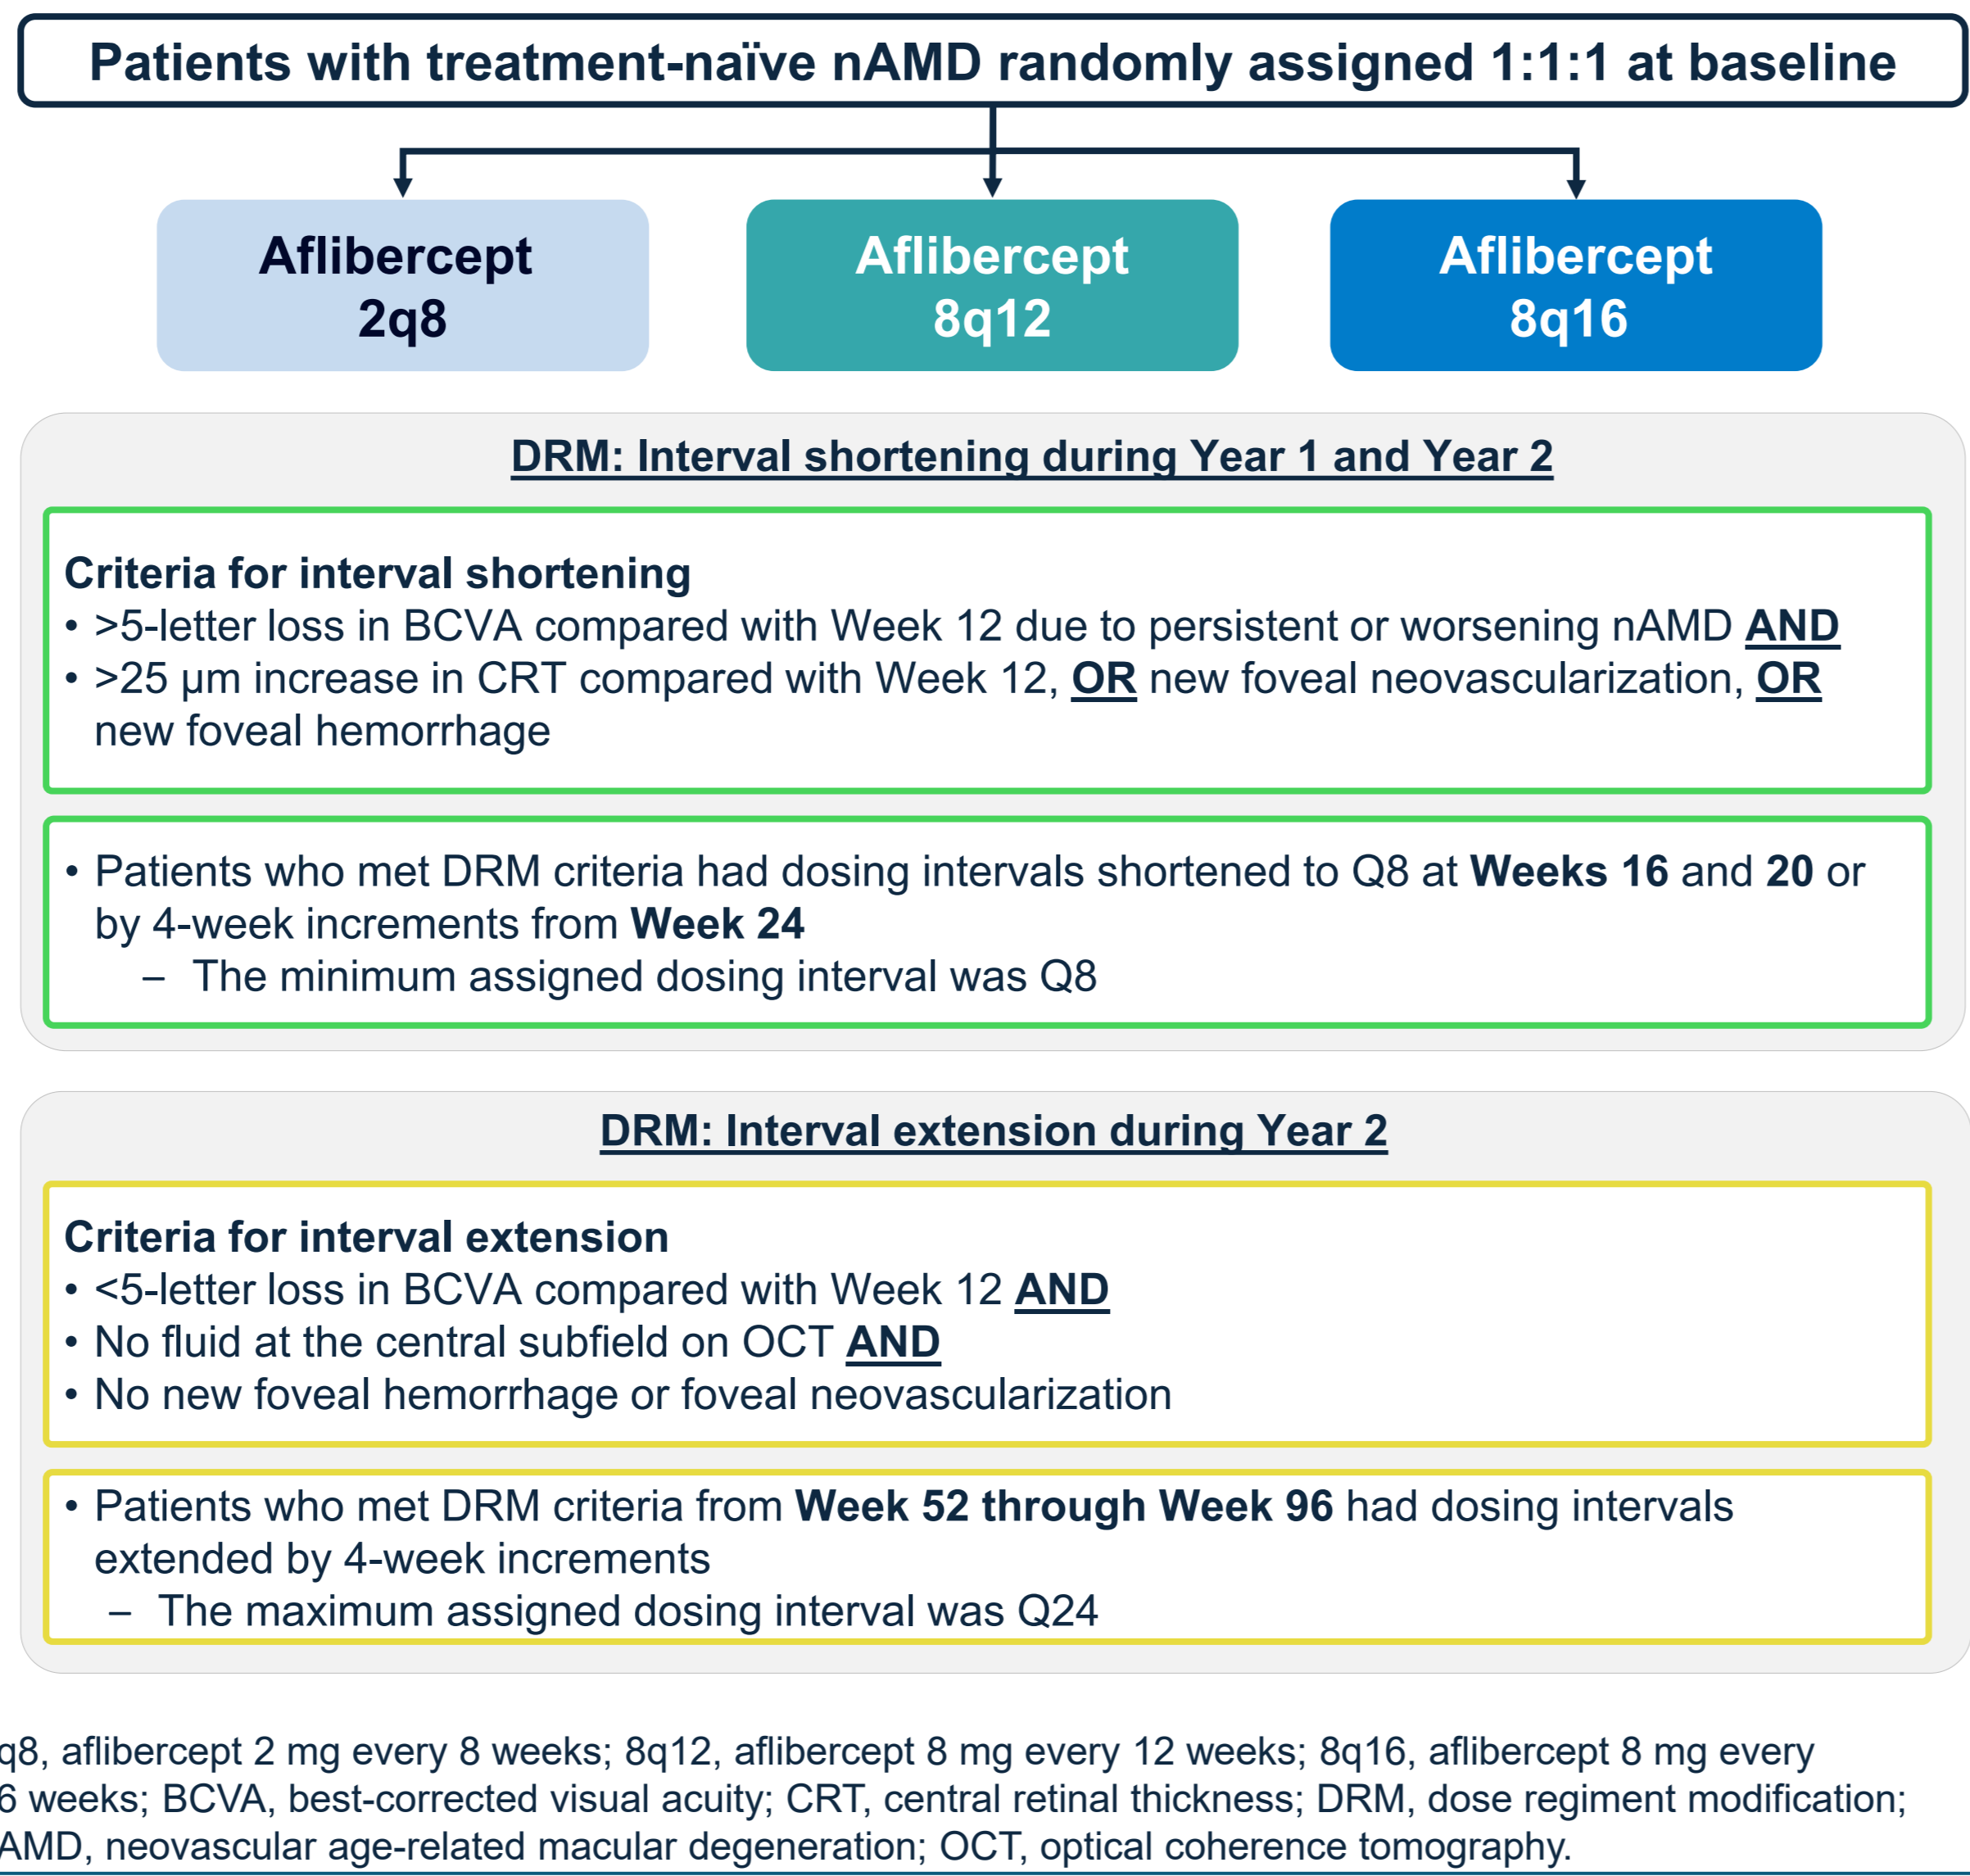 Patients with treatment-naïve nAMD randomly assigned 1:1:1 at baseline
Aflibercept
2q8
Aflibercept
8q12
Aflibercept
8q16
DRM: Interval shortening during Year 1 and Year 2
Criteria for interval shortening
• >5-letter loss in BCVA compared with Week 12 due to persistent or worsening nAMD AND
• >25 µm increase in CRT compared with Week 12, OR new foveal neovascularization, OR
new foveal hemorrhage
• Patients who met DRM criteria had dosing intervals shortened to Q8 at Weeks 16 and 20 or
by 4-week increments from Week 24
– The minimum assigned dosing interval was Q8
DRM: Interval extension during Year 2
Criteria for interval extension
• <5-letter loss in BCVA compared with Week 12 AND
• No fluid at the central subfield on OCT AND
• No new foveal hemorrhage or foveal neovascularization
• Patients who met DRM criteria from Week 52 through Week 96 had dosing intervals
extended by 4-week increments
– The maximum assigned dosing interval was Q24
q8, aflibercept 2 mg every 8 weeks; 8q12, aflibercept 8 mg every 12 weeks; 8q16, aflibercept 8 mg every
6 weeks; BCVA, best-corrected visual acuity; CRT, central retinal thickness; DRM, dose regiment modification;
AMD, neovascular age-related macular degeneration; OCT, optical coherence tomography.